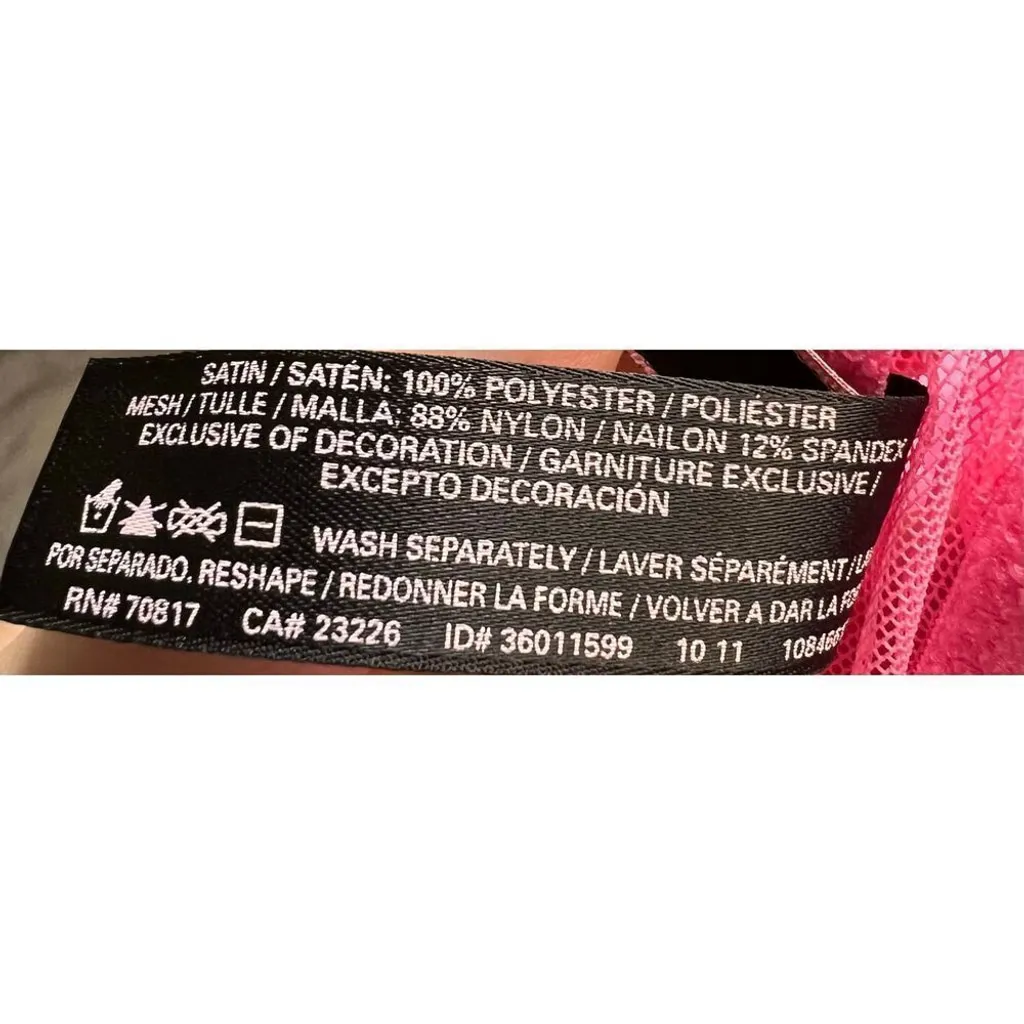 SATIN / SATÉN: 100% POLYESTER / POLIÉSTER
MESH / TULLE / MALLA: 88% NYLON / NAILON 12% SPANDEX
EXCLUSIVE OF DECORATION / GARNITURE EXCLUSIVE /
EXCEPTO DECORACIÓN
WASH SEPARATELY / LAVER SÉPARÉMENT /
POR SEPARADO. RESHAPE / REDONNER LA FORME / VOLVER A DAR LA
RN# 70817 CA# 23226 ID# 36011599 10 11